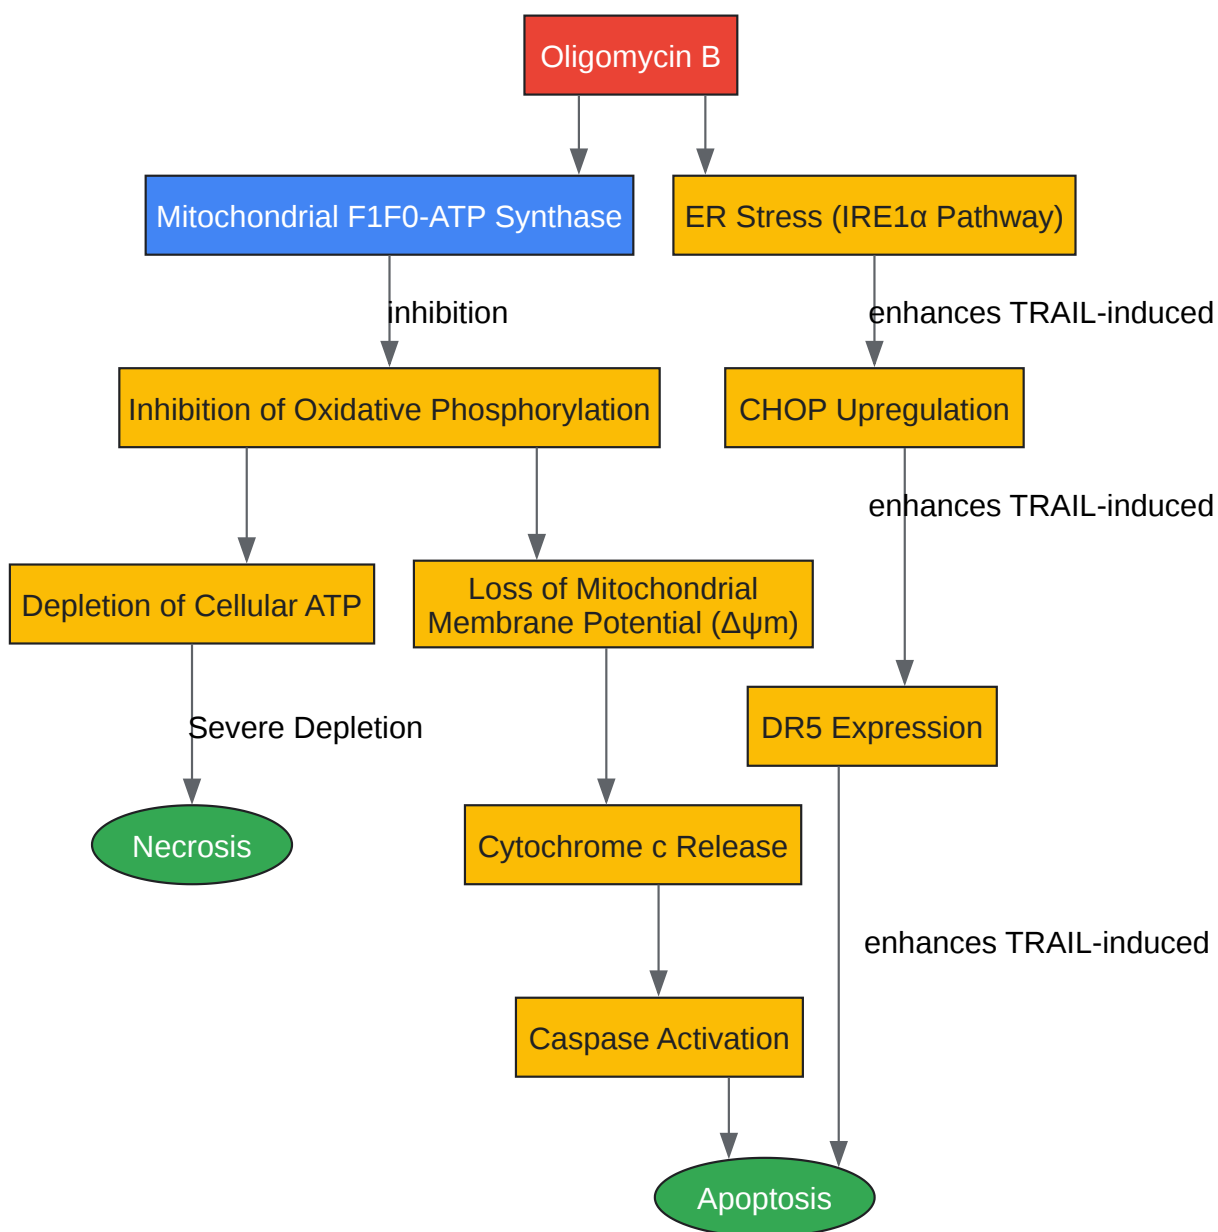 Oligomycin B
Mitochondrial F1F0-ATP Synthase
ER Stress (IRE1α Pathway)
inhibition
enhances TRAIL-induced
Inhibition of Oxidative Phosphorylation
CHOP Upregulation
enhances TRAIL-induced
Depletion of Cellular ATP
Loss of Mitochondrial
Membrane Potential (Δψm)
Severe Depletion
DR5 Expression
Necrosis
Cytochrome c Release
enhances TRAIL-induced
Caspase Activation
Apoptosis